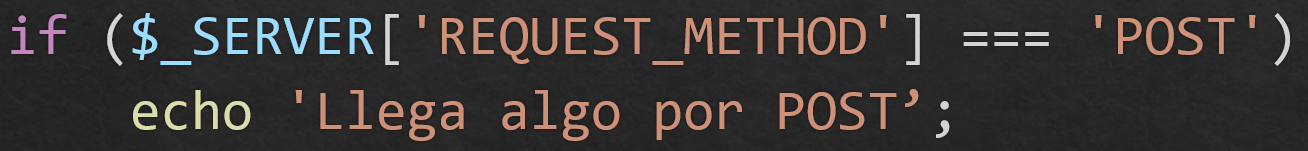 if ($_SERVER['REQUEST_METHOD'] === 'POST')
echo 'Llega algo por POST’;